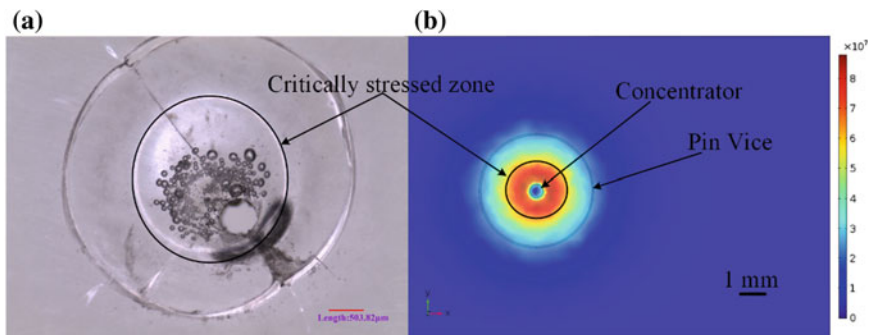 (a)
(b)
Critically stressed zone
Concentrator
Pin Vice
×10⁷
8
7
6
5
4
3
2
1
0
1 mm
Length:503.82μm
y
z
x